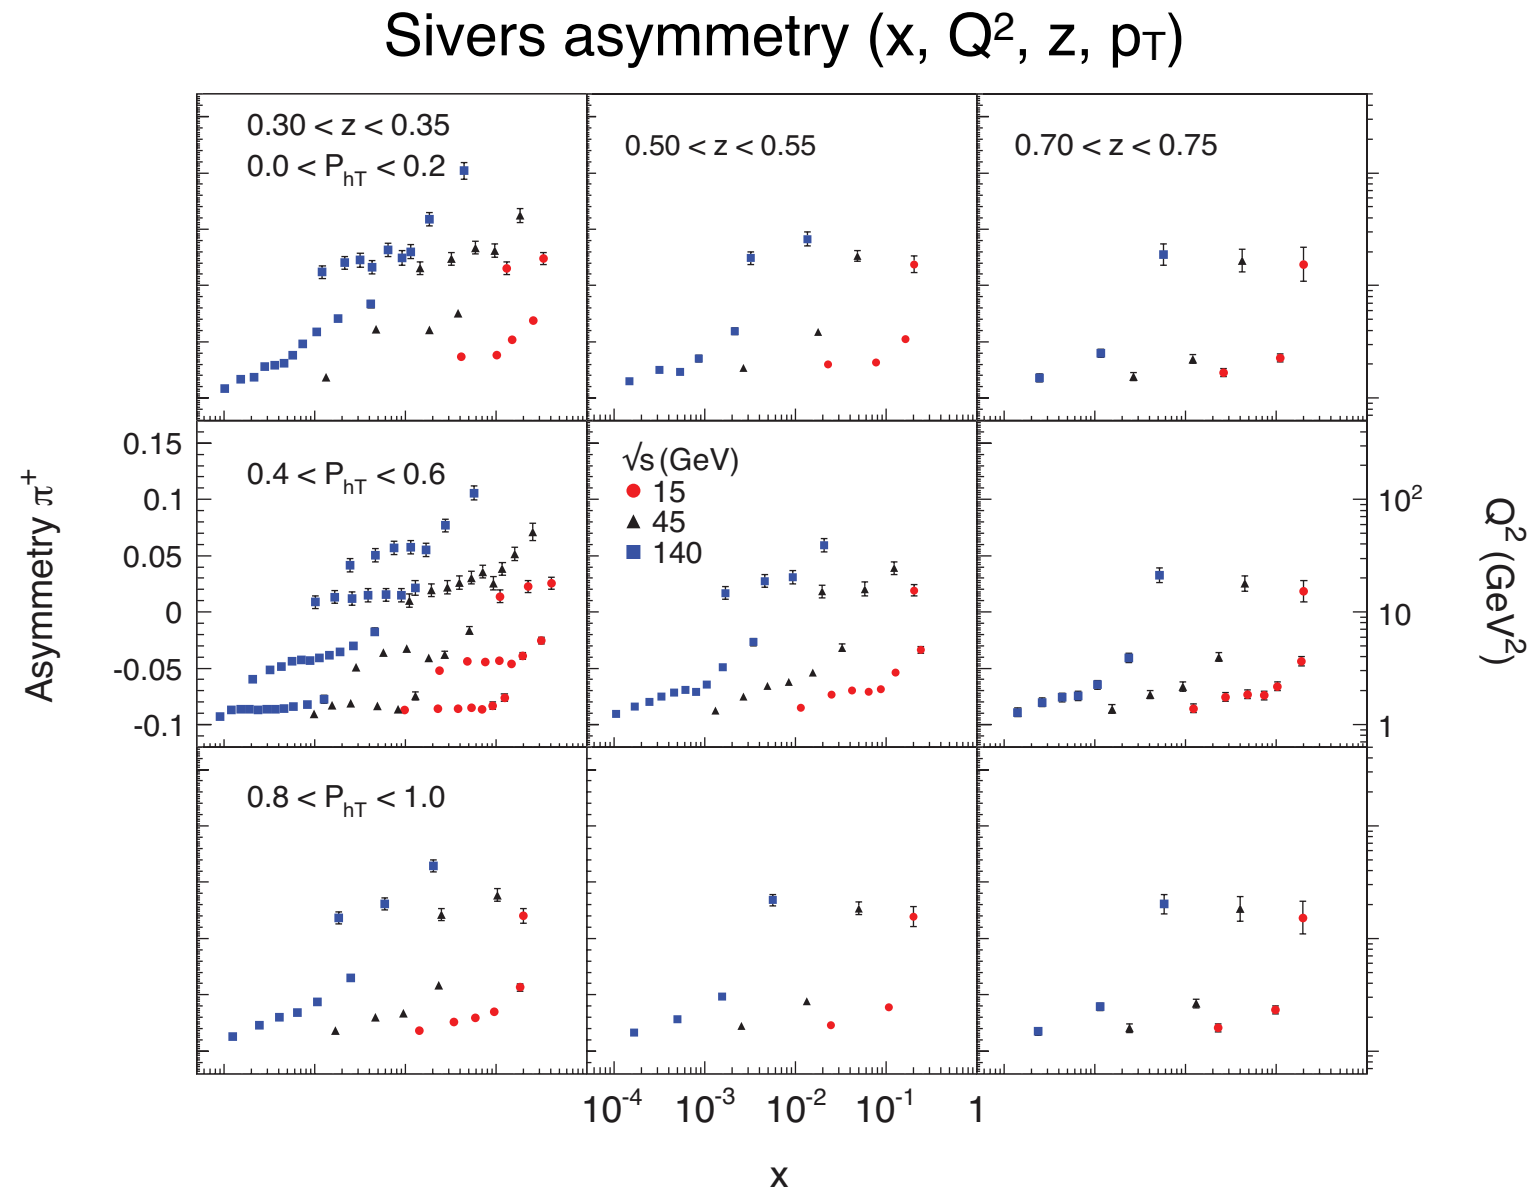 Sivers asymmetry (x, Q², z, pT)
0.30 < z < 0.35
0.0 < PhT < 0.2
0.50 < z < 0.55
0.70 < z < 0.75
Asymmetry π⁺
0.15
0.1
0.05
0
-0.05
-0.1
0.4 < PhT < 0.6
√s (GeV)
15
45
140
10²
10
1
Q² (GeV²)
0.8 < PhT < 1.0
10⁻⁴ 10⁻³ 10⁻² 10⁻¹ 1
x